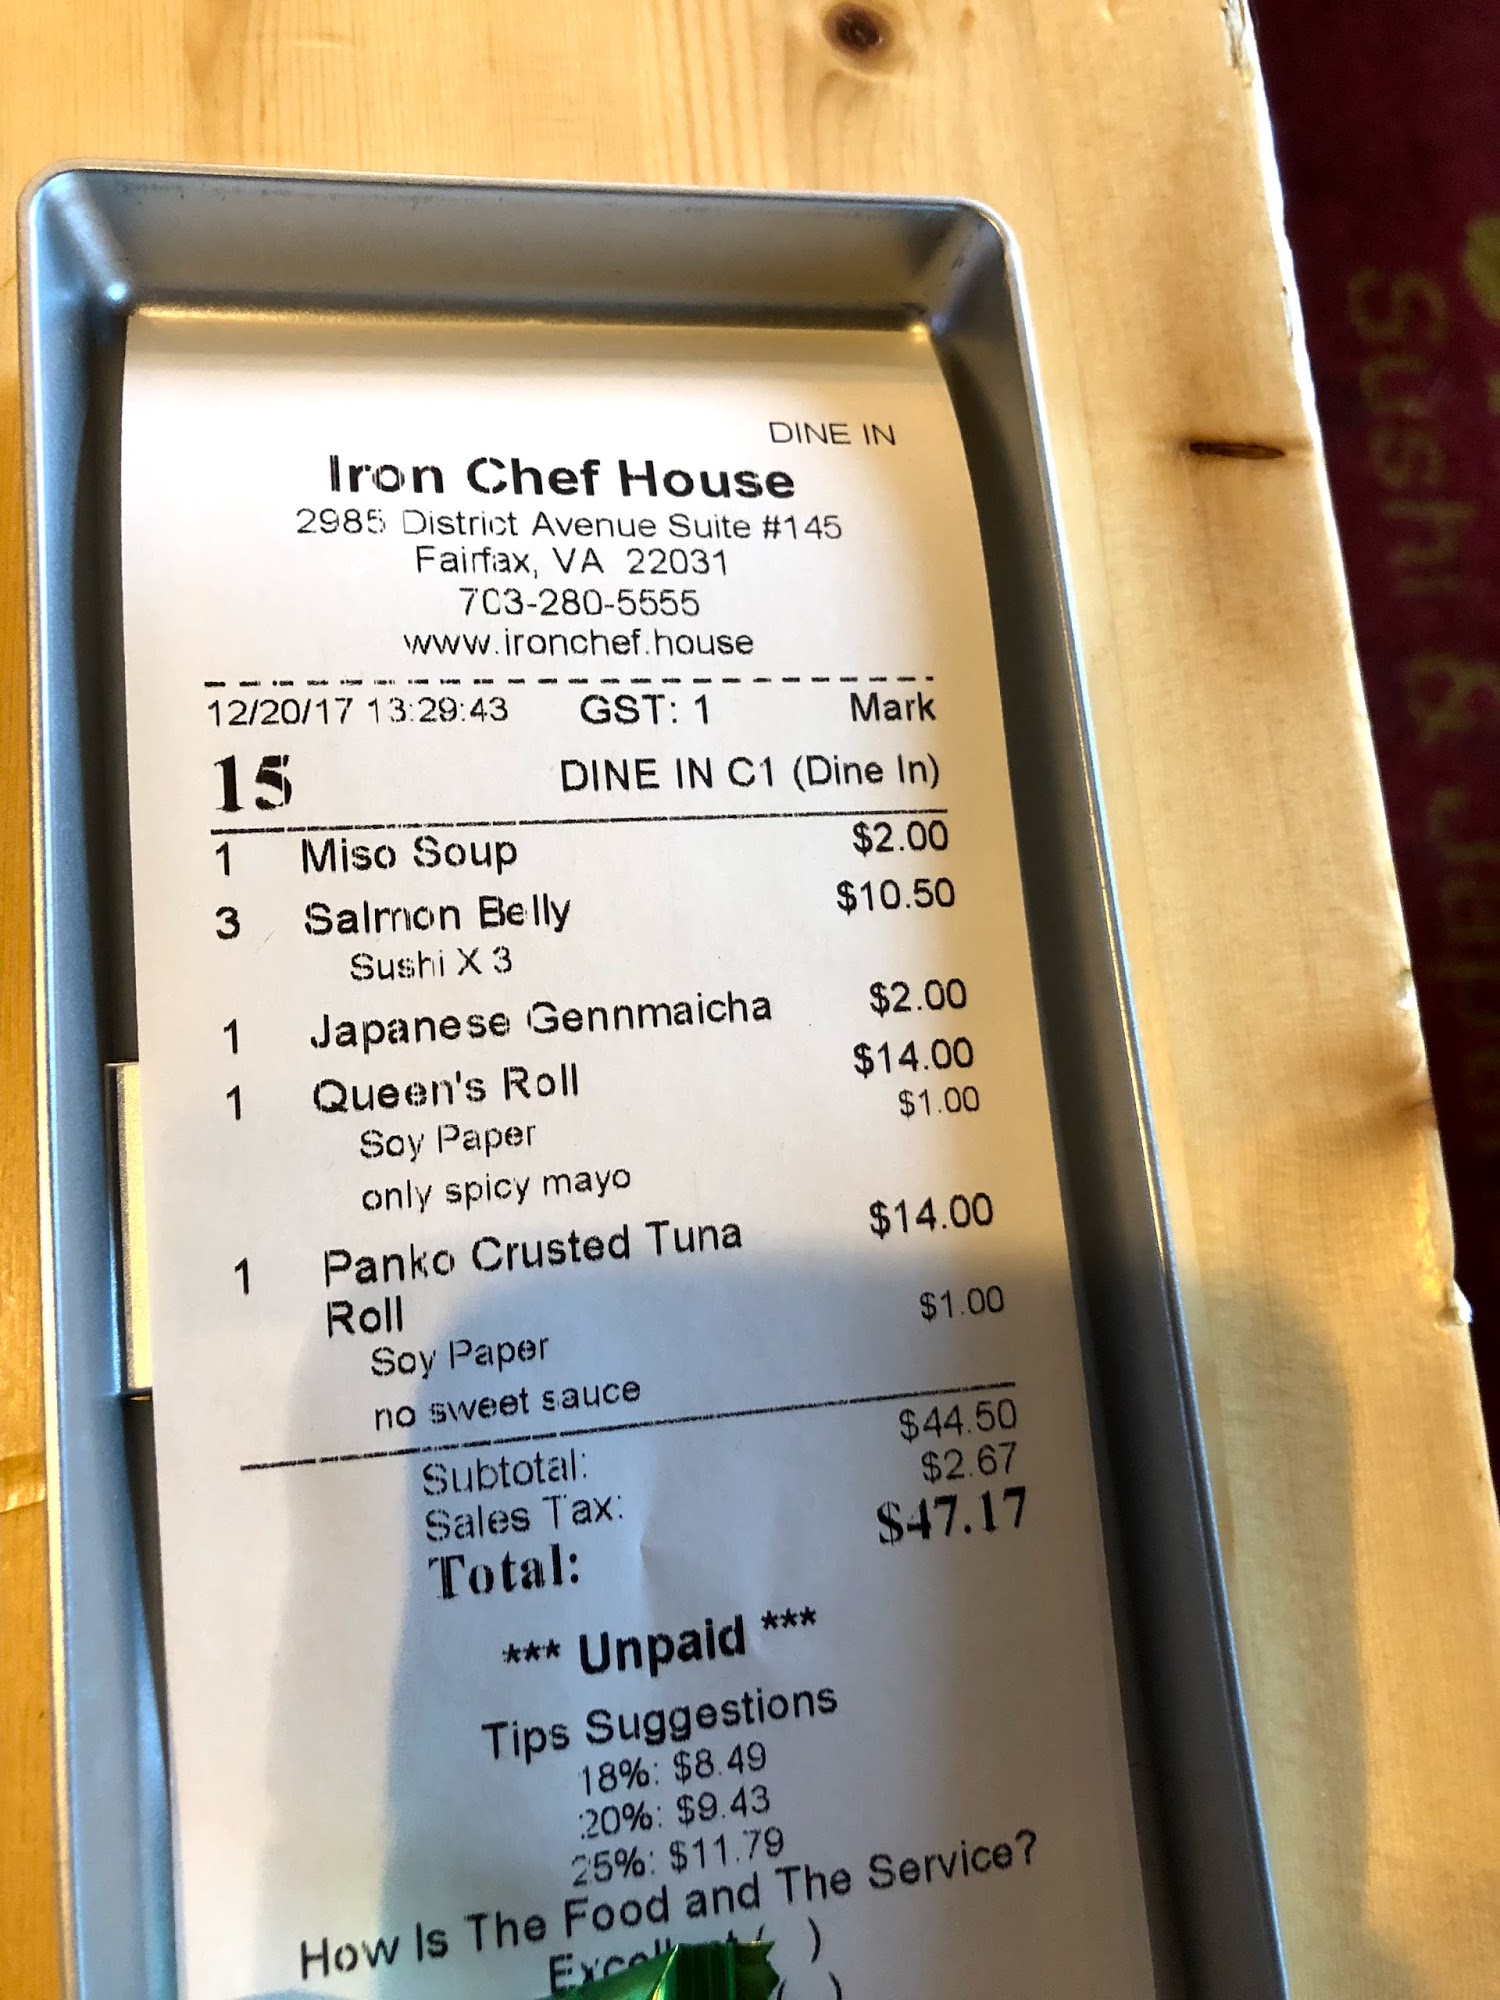 DINE IN
Iron Chef House
2985 District Avenue Suite #145
Fairfax, VA 22031
703-280-5555
www.ironchef.house
12/20/17 13:29:43 GST: 1 Mark
15 DINE IN C1 (Dine In)
1 Miso Soup $2.00
3 Salmon Belly $10.50
Sushi X 3
1 Japanese Gennmaicha $2.00
1 Queen's Roll $14.00
Soy Paper $1.00
only spicy mayo
1 Panko Crusted Tuna $14.00
Roll
Soy Paper $1.00
no sweet sauce
Subtotal: $44.50
Sales Tax: $2.67
Total: $47.17
*** Unpaid ***
Tips Suggestions
18%: $8.49
20%: $9.43
25%: $11.79
How Is The Food and The Service?
Excellent ( )
( )
Sushi &